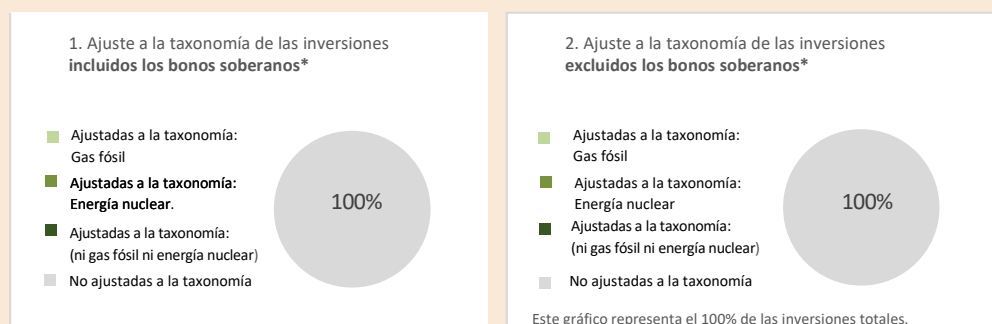 1. Ajuste a la taxonomía de las inversiones
incluidos los bonos soberanos*
Ajustadas a la taxonomía:
Gas fósil
Ajustadas a la taxonomía:
Energía nuclear.
Ajustadas a la taxonomía:
(ni gas fósil ni energía nuclear)
No ajustadas a la taxonomía
100%
2. Ajuste a la taxonomía de las inversiones
excluidos los bonos soberanos*
Ajustadas a la taxonomía:
Gas fósil
Ajustadas a la taxonomía:
Energía nuclear
Ajustadas a la taxonomía:
(ni gas fósil ni energía nuclear)
No ajustadas a la taxonomía
100%
Este gráfico representa el 100% de las inversiones totales.